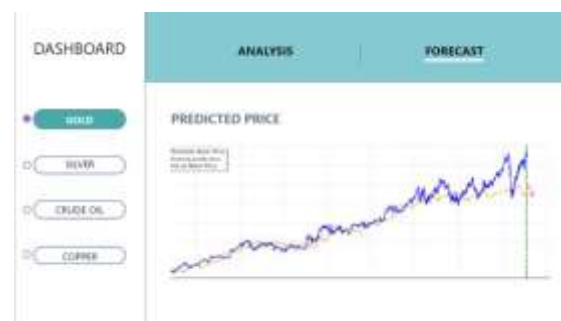 DASHBOARD
ANALYSIS
FORECAST
GOLD
SILVER
CRUDE OIL
COPPER
PREDICTED PRICE